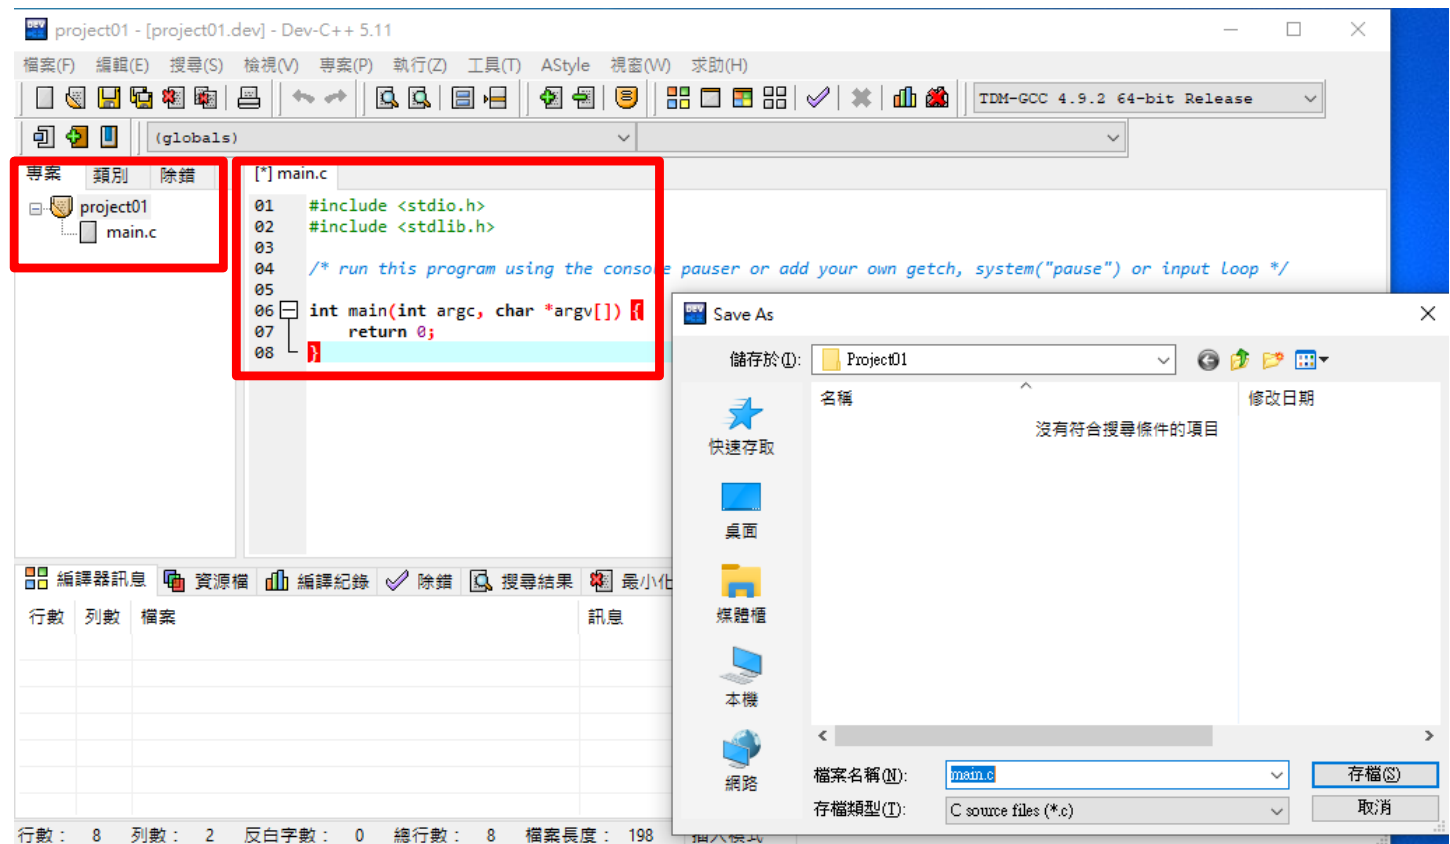 project01 - [project01.dev] - Dev-C++ 5.11
檔案(F) 編輯(E) 搜尋(S) 檢視(V) 專案(P) 執行(Z) 工具(T) AStyle 視窗(W) 求助(H)
TDM-GCC 4.9.2 64-bit Release
(globals)
專案 類別 除錯
project01
main.c
[*] main.c
01 #include <stdio.h>
02 #include <stdlib.h>
03
04 /* run this program using the console pauser or add your own getch, system("pause") or input loop */
05
06 int main(int argc, char *argv[]) {
07 return 0;
08 }
Save As
儲存於(I): Project01
名稱 修改日期
沒有符合搜尋條件的項目
快速存取
桌面
媒體櫃
本機
網路
檔案名稱(N): main.c 存檔(S)
存檔類型(T): C source files (*.c) 取消
編譯器訊息 資源檔 編譯紀錄 除錯 搜尋結果 最小化
行數 列數 檔案 訊息
行數： 8 列數： 2 反白字數： 0 總行數： 8 檔案長度： 198 插入模式